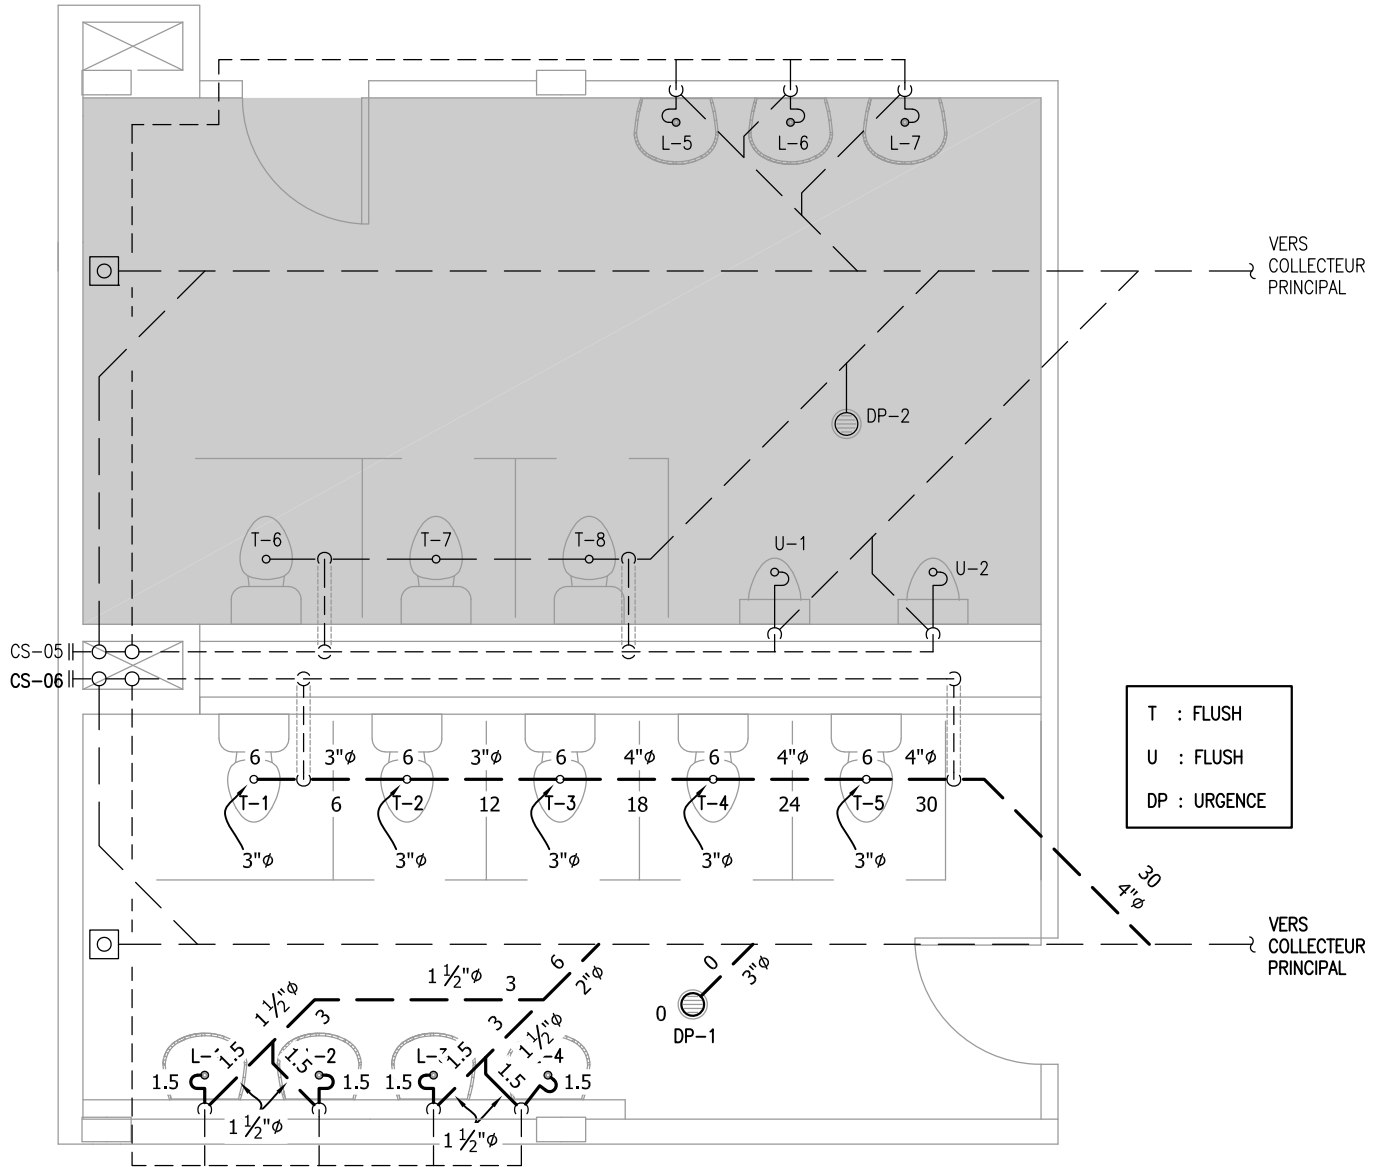 L-5
L-6
L-7
VERS
COLLECTEUR
PRINCIPAL
DP-2
T-6
T-7
T-8
U-1
U-2
CS-05
CS-06
T : FLUSH
U : FLUSH
DP : URGENCE
6
3"ø
6
3"ø
6
4"ø
6
4"ø
6
4"ø
T-1
6
T-2
12
T-3
18
T-4
24
T-5
30
3"ø
3"ø
3"ø
3"ø
3"ø
30
4"ø
VERS
COLLECTEUR
PRINCIPAL
1 ½"ø
3
1 ½"ø
3
6
2"ø
0
3"ø
0
DP-1
3
1 ½"ø
1.5
1.5
1.5
1.5
1.5
1.5
1.5
1.5
1 ½"ø
1 ½"ø